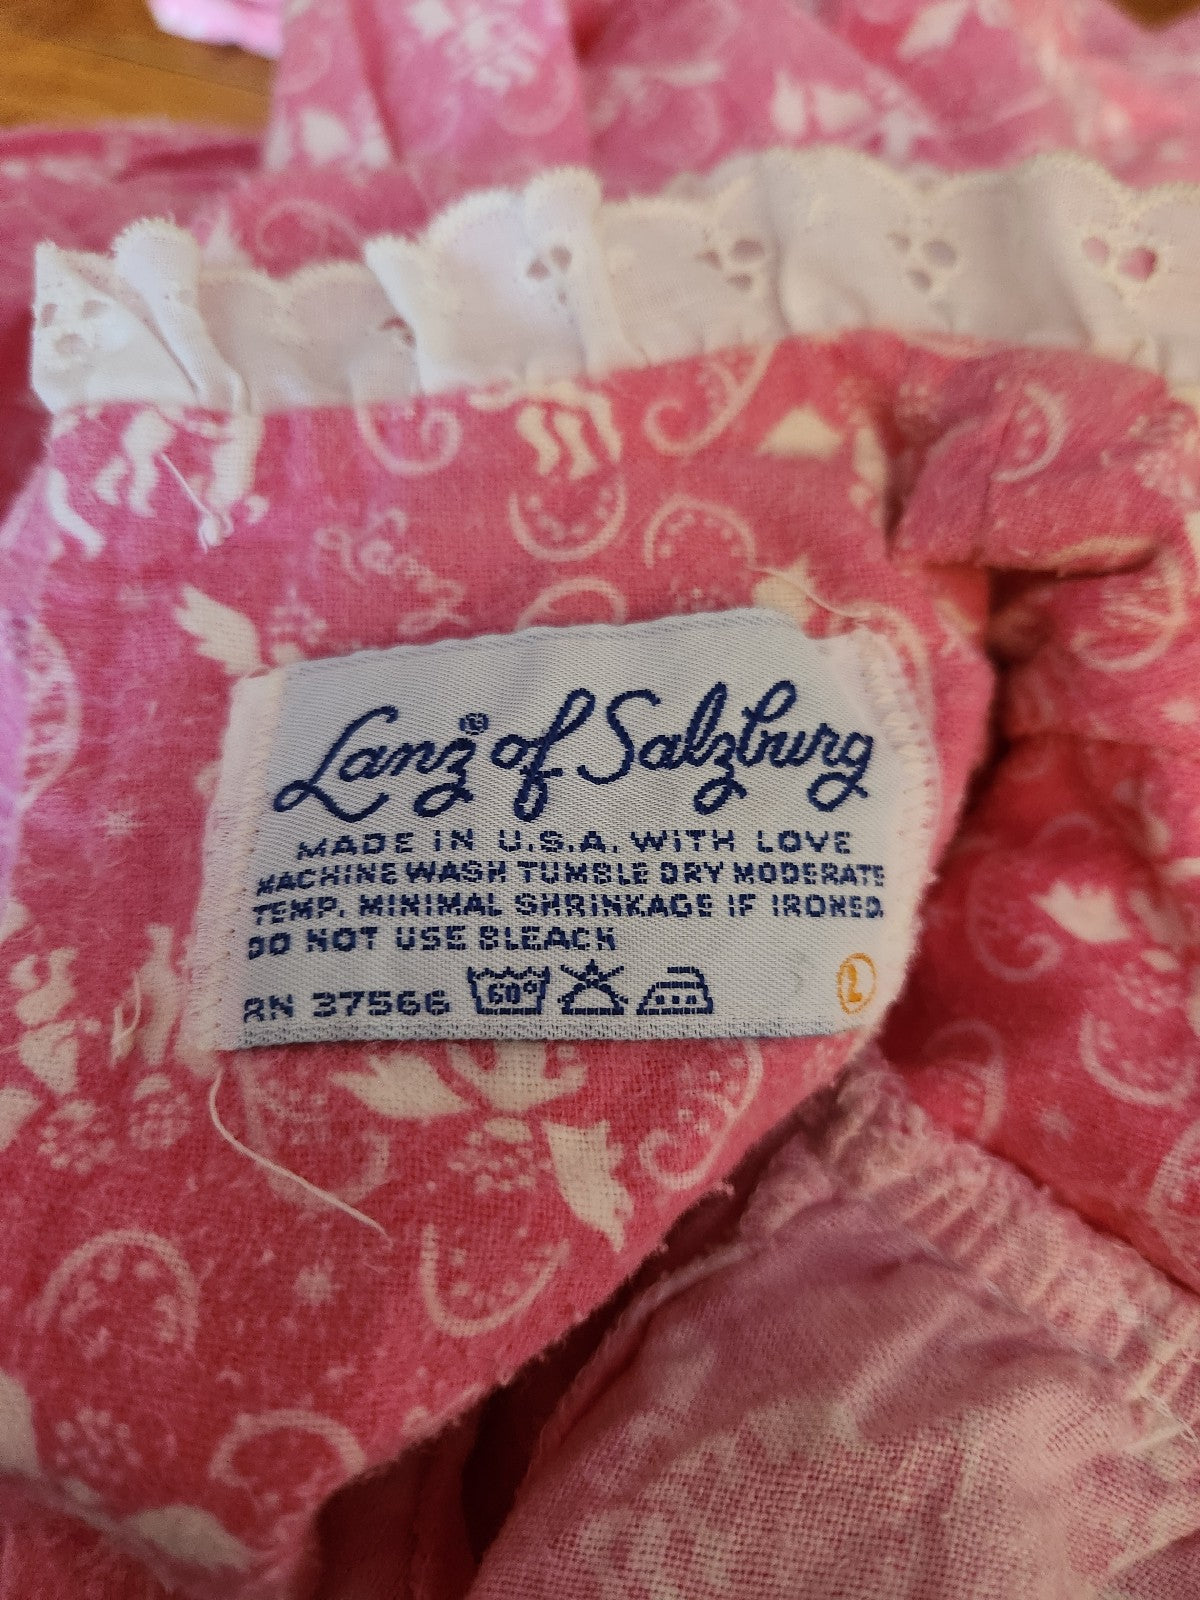 Lanz
Lanz® of Salzburg
MADE IN U.S.A. WITH LOVE
MACHINE WASH TUMBLE DRY MODERATE
TEMP. MINIMAL SHRINKAGE IF IRONED.
DO NOT USE BLEACH
RN 37566 60°
L